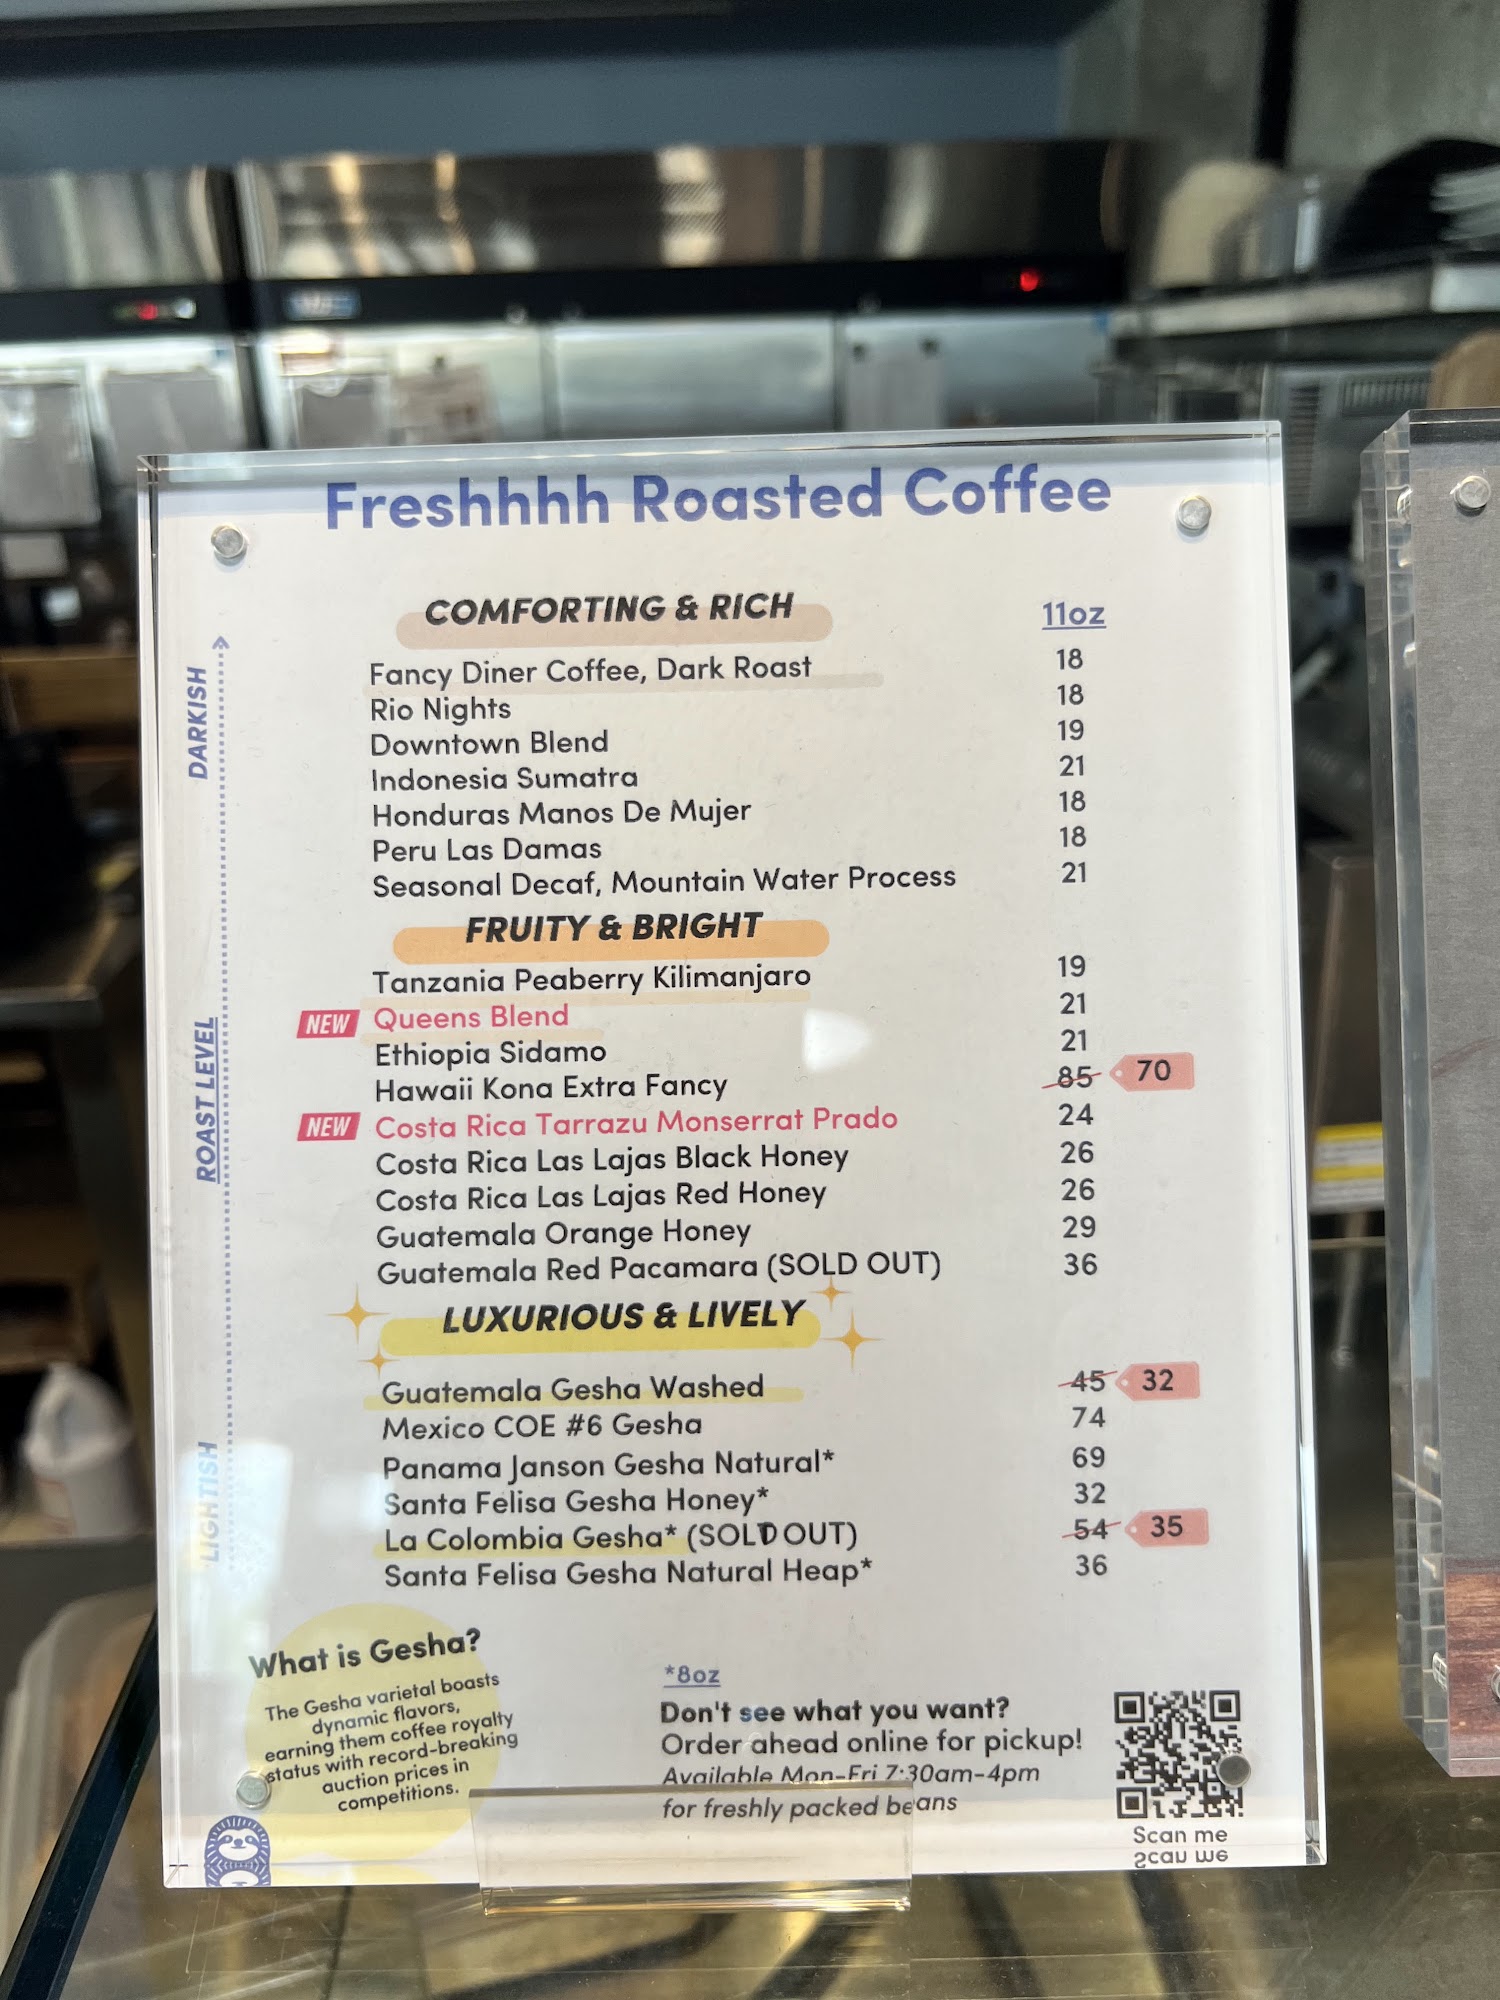 Freshhhh Roasted Coffee
COMFORTING & RICH 11oz
Fancy Diner Coffee, Dark Roast 18
Rio Nights 18
Downtown Blend 19
Indonesia Sumatra 21
Honduras Manos De Mujer 18
Peru Las Damas 18
Seasonal Decaf, Mountain Water Process 21
FRUITY & BRIGHT
Tanzania Peaberry Kilimanjaro 19
NEW Queens Blend 21
Ethiopia Sidamo 21
Hawaii Kona Extra Fancy 85 70
NEW Costa Rica Tarrazu Monserrat Prado 24
Costa Rica Las Lajas Black Honey 26
Costa Rica Las Lajas Red Honey 26
Guatemala Orange Honey 29
Guatemala Red Pacamara (SOLD OUT) 36
LUXURIOUS & LIVELY
Guatemala Gesha Washed 45 32
Mexico COE #6 Gesha 74
Panama Janson Gesha Natural* 69
Santa Felisa Gesha Honey* 32
La Colombia Gesha* (SOLD OUT) 54 35
Santa Felisa Gesha Natural Heap* 36
DARKISH
ROAST LEVEL
LIGHTISH
What is Gesha?
The Gesha varietal boasts
dynamic flavors,
earning them coffee royalty
status with record-breaking
auction prices in
competitions.
*8oz
Don't see what you want?
Order ahead online for pickup!
Available Mon-Fri 7:30am-4pm
for freshly packed beans
Scan me